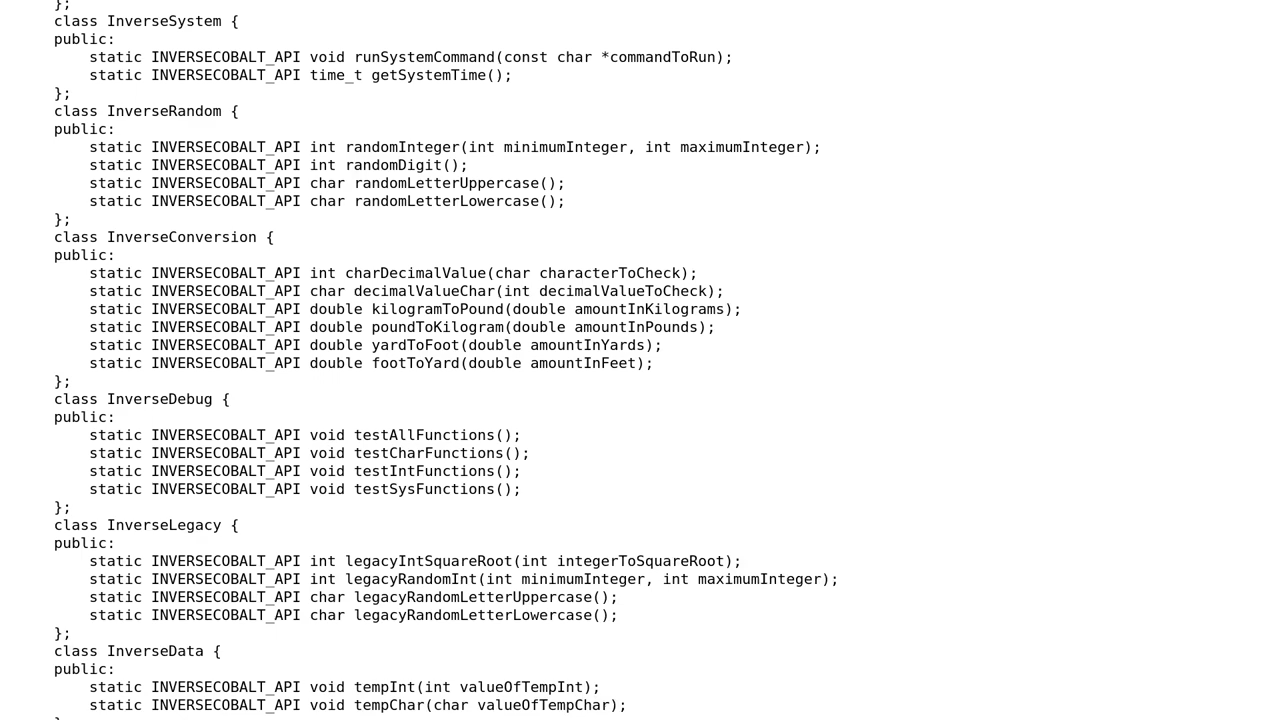 };
class InverseSystem {
public:
    static INVERSECOBALT_API void runSystemCommand(const char *commandToRun);
    static INVERSECOBALT_API time_t getSystemTime();
};
class InverseRandom {
public:
    static INVERSECOBALT_API int randomInteger(int minimumInteger, int maximumInteger);
    static INVERSECOBALT_API int randomDigit();
    static INVERSECOBALT_API char randomLetterUppercase();
    static INVERSECOBALT_API char randomLetterLowercase();
};
class InverseConversion {
public:
    static INVERSECOBALT_API int charDecimalValue(char characterToCheck);
    static INVERSECOBALT_API char decimalValueChar(int decimalValueToCheck);
    static INVERSECOBALT_API double kilogramToPound(double amountInKilograms);
    static INVERSECOBALT_API double poundToKilogram(double amountInPounds);
    static INVERSECOBALT_API double yardToFoot(double amountInYards);
    static INVERSECOBALT_API double footToYard(double amountInFeet);
};
class InverseDebug {
public:
    static INVERSECOBALT_API void testAllFunctions();
    static INVERSECOBALT_API void testCharFunctions();
    static INVERSECOBALT_API void testIntFunctions();
    static INVERSECOBALT_API void testSysFunctions();
};
class InverseLegacy {
public:
    static INVERSECOBALT_API int legacyIntSquareRoot(int integerToSquareRoot);
    static INVERSECOBALT_API int legacyRandomInt(int minimumInteger, int maximumInteger);
    static INVERSECOBALT_API char legacyRandomLetterUppercase();
    static INVERSECOBALT_API char legacyRandomLetterLowercase();
};
class InverseData {
public:
    static INVERSECOBALT_API void tempInt(int valueOfTempInt);
    static INVERSECOBALT_API void tempChar(char valueOfTempChar);